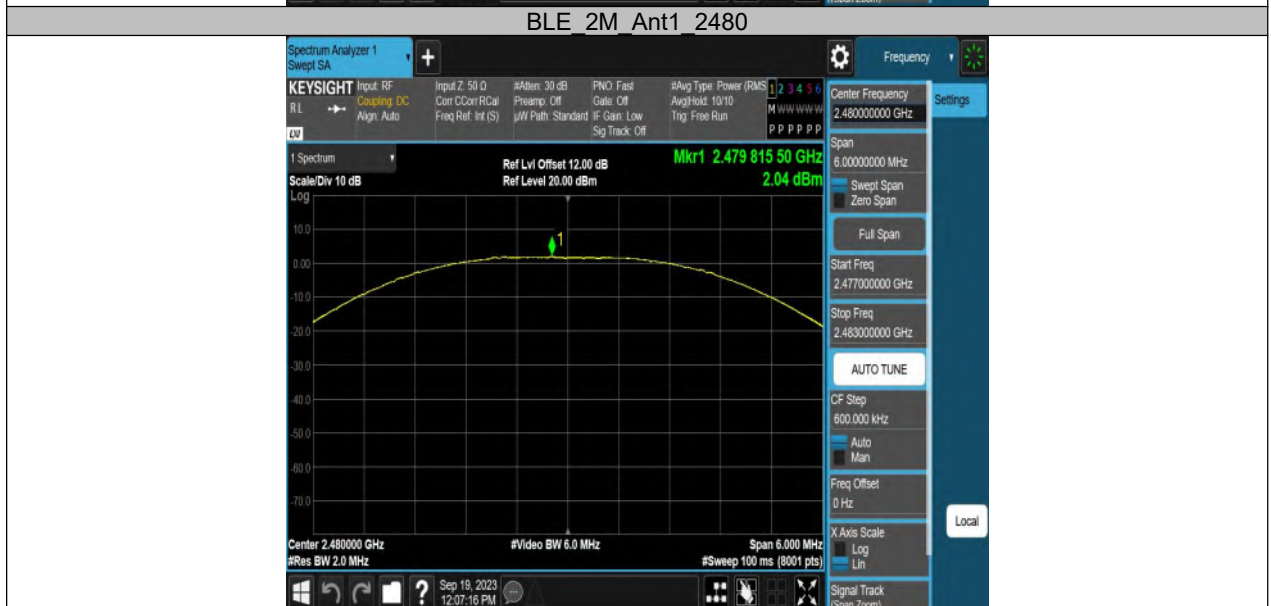 (Span Zoom)
BLE_2M_Ant1_2480
Spectrum Analyzer 1
Swept SA
+
Frequency
KEYSIGHT
RL
LXI
Input: RF
Coupling: DC
Align: Auto
Input Z: 50 Ω
Corr CCorr RCal
Freq Ref: Int (S)
#Atten: 30 dB
Preamp: Off
µW Path: Standard
PNO: Fast
Gate: Off
IF Gain: Low
Sig Track: Off
#Avg Type: Power (RMS
Avg|Hold: 10/10
Trig: Free Run
1 2 3 4 5 6
M W W W W W
P P P P P P
1 Spectrum
Scale/Div 10 dB
Log
Ref Lvl Offset 12.00 dB
Ref Level 20.00 dBm
Mkr1 2.479 815 50 GHz
2.04 dBm
1
10.0
0.00
-10.0
-20.0
-30.0
-40.0
-50.0
-60.0
-70.0
Center 2.480000 GHz
#Res BW 2.0 MHz
#Video BW 6.0 MHz
Span 6.000 MHz
#Sweep 100 ms (8001 pts)
Center Frequency
2.480000000 GHz
Settings
Span
6.00000000 MHz
Swept Span
Zero Span
Full Span
Start Freq
2.477000000 GHz
Stop Freq
2.483000000 GHz
AUTO TUNE
CF Step
600.000 kHz
Auto
Man
Freq Offset
0 Hz
X Axis Scale
Log
Lin
Local
Signal Track
(Span Zoom)
?
Sep 19, 2023
12:07:16 PM